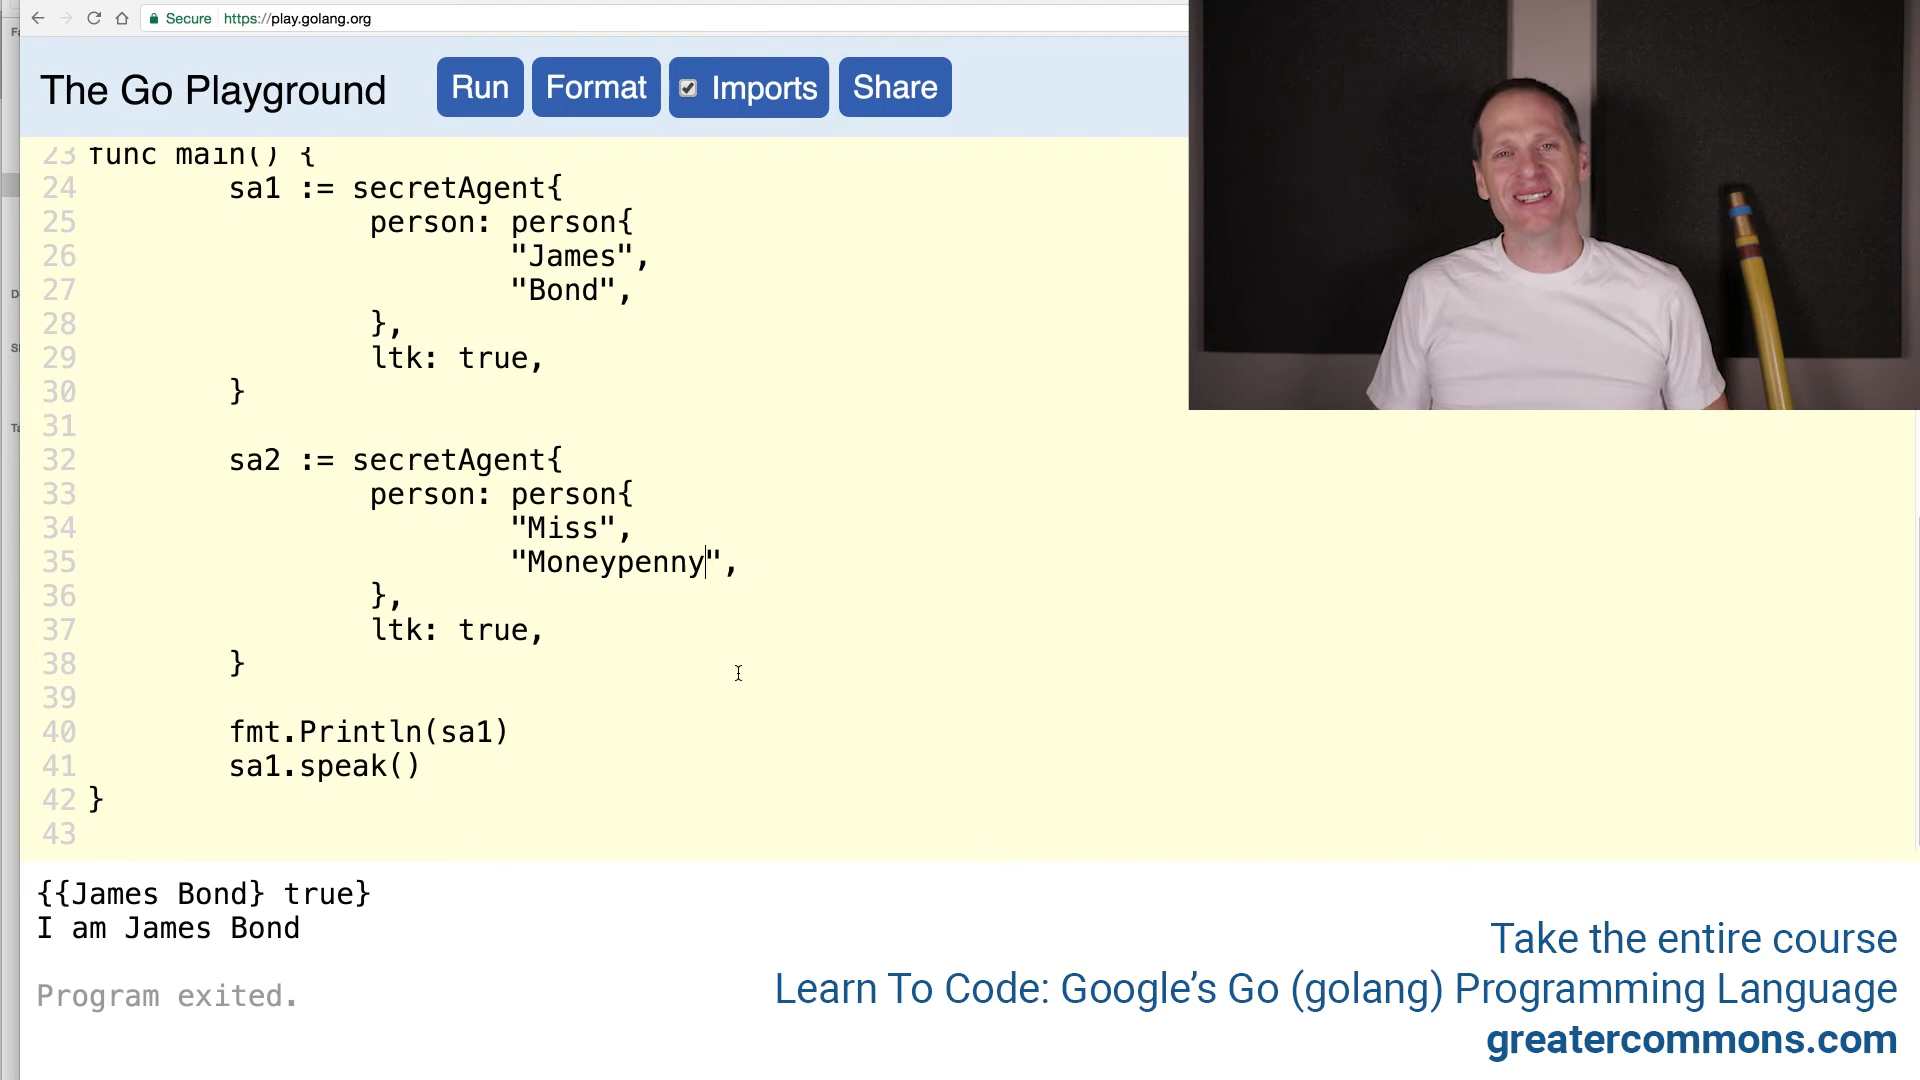 Secure https://play.golang.org
The Go Playground Run Format Imports Share
23 func main() {
24 sa1 := secretAgent{
25 person: person{
26 "James",
27 "Bond",
28 },
29 ltk: true,
30 }
31
32 sa2 := secretAgent{
33 person: person{
34 "Miss",
35 "Moneypenny",
36 },
37 ltk: true,
38 }
39
40 fmt.Println(sa1)
41 sa1.speak()
42 }
43
{{James Bond} true}
I am James Bond
Program exited.
Take the entire course
Learn To Code: Google’s Go (golang) Programming Language
greatercommons.com